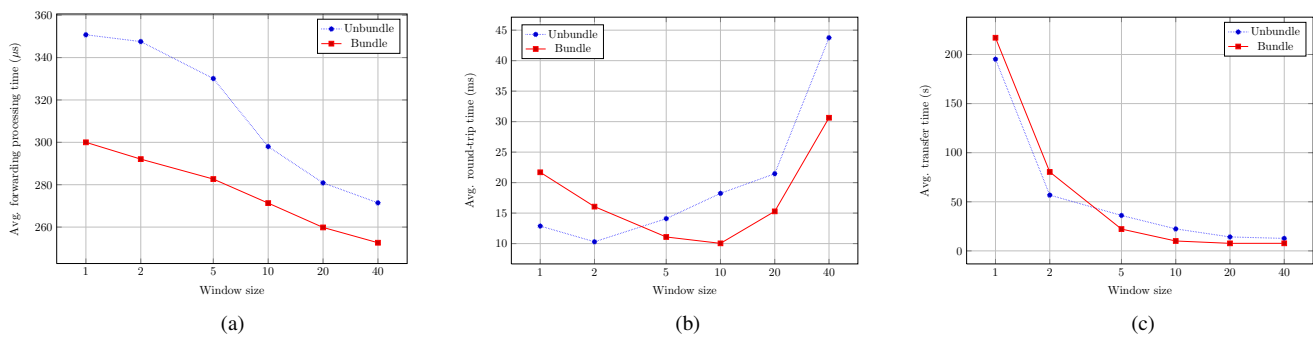 360
340
320
300
280
260
Avg. forwarding processing time (μs)
Unbundle
Bundle
1 2 5 10 20 40
Window size
(a)
45
40
35
30
25
20
15
10
Avg. round-trip time (ms)
Unbundle
Bundle
1 2 5 10 20 40
Window size
(b)
200
150
100
50
0
Avg. transfer time (s)
Unbundle
Bundle
1 2 5 10 20 40
Window size
(c)